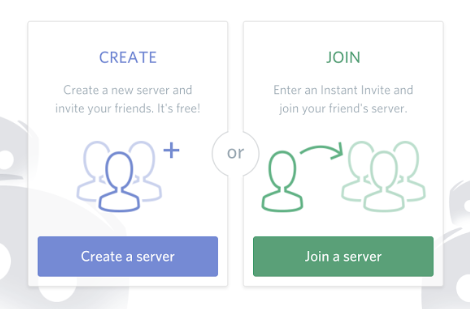 CREATE
Create a new server and
invite your friends. It's free!
Create a server
or
JOIN
Enter an Instant Invite and
join your friend's server.
Join a server